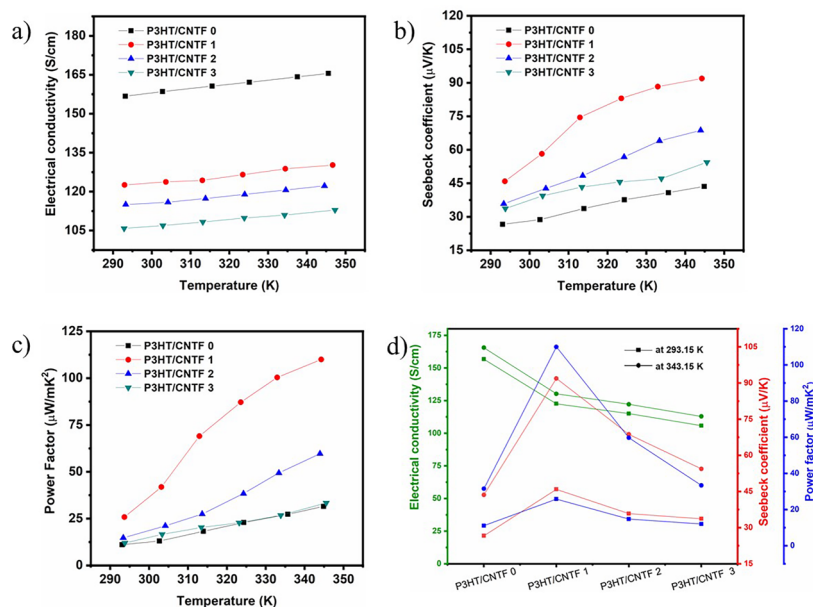 a)
P3HT/CNTF 0
P3HT/CNTF 1
P3HT/CNTF 2
P3HT/CNTF 3
Electrical conductivity (S/cm)
180
165
150
135
120
105
290 300 310 320 330 340 350
Temperature (K)
b)
P3HT/CNTF 0
P3HT/CNTF 1
P3HT/CNTF 2
P3HT/CNTF 3
Seebeck coefficient (μV/K)
120
105
90
75
60
45
30
15
290 300 310 320 330 340 350
Temperature (K)
c)
P3HT/CNTF 0
P3HT/CNTF 1
P3HT/CNTF 2
P3HT/CNTF 3
Power Factor (μW/mK²)
125
100
75
50
25
0
290 300 310 320 330 340 350
Temperature (K)
d)
at 293.15 K
at 343.15 K
Electrical conductivity (S/cm)
175
150
125
100
75
50
25
0
Seebeck coefficient (μV/K)
105
90
75
60
45
30
15
Power factor (μW/mK²)
120
100
80
60
40
20
0
P3HT/CNTF 0
P3HT/CNTF 1
P3HT/CNTF 2
P3HT/CNTF 3